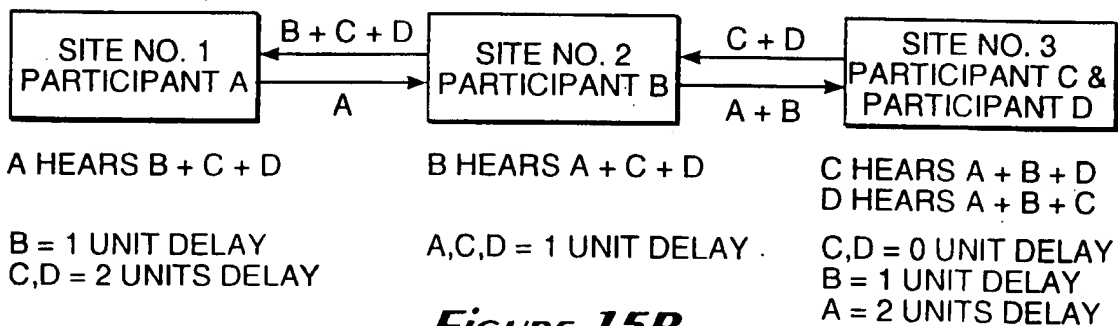 SITE NO. 1
PARTICIPANT A
B + C + D
A
SITE NO. 2
PARTICIPANT B
C + D
A + B
SITE NO. 3
PARTICIPANT C &
PARTICIPANT D
A HEARS B + C + D
B HEARS A + C + D
C HEARS A + B + D
D HEARS A + B + C
B = 1 UNIT DELAY
C,D = 2 UNITS DELAY
A,C,D = 1 UNIT DELAY
C,D = 0 UNIT DELAY
B = 1 UNIT DELAY
A = 2 UNITS DELAY